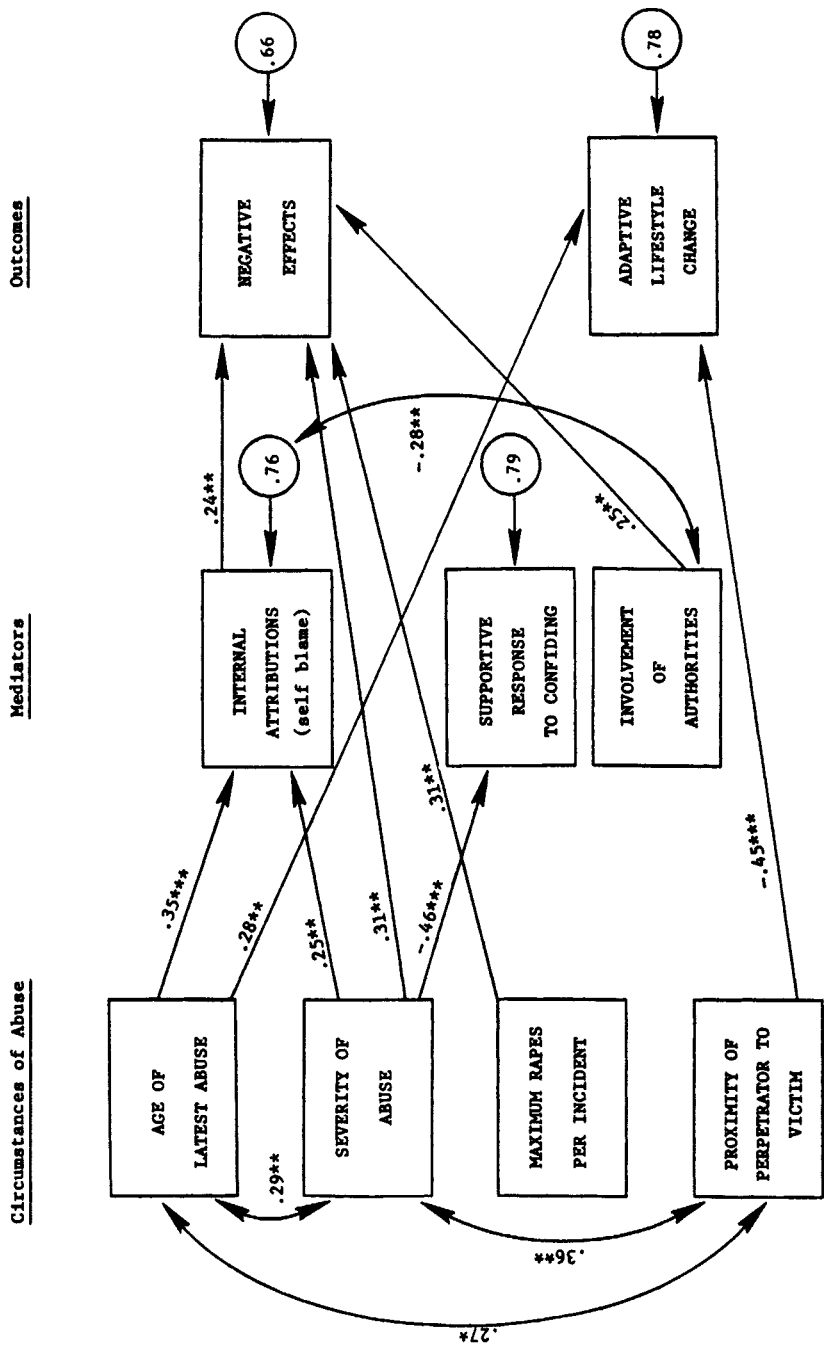 Circumstances of Abuse
Mediators
Outcomes
AGE OF
LATEST ABUSE
SEVERITY OF
ABUSE
MAXIMUM RAPES
PER INCIDENT
PROXIMITY OF
PERPETRATOR TO
VICTIM
.29**
.36**
.27*
.35***
.28**
.25**
.31**
-.46***
.31**
-.45***
INTERNAL
ATTRIBUTIONS
(self blame)
.76
SUPPORTIVE
RESPONSE
TO CONFIDING
.79
INVOLVEMENT
OF
AUTHORITIES
.24**
-.28**
.25**
NEGATIVE
EFFECTS
.66
ADAPTIVE
LIFESTYLE
CHANGE
.78